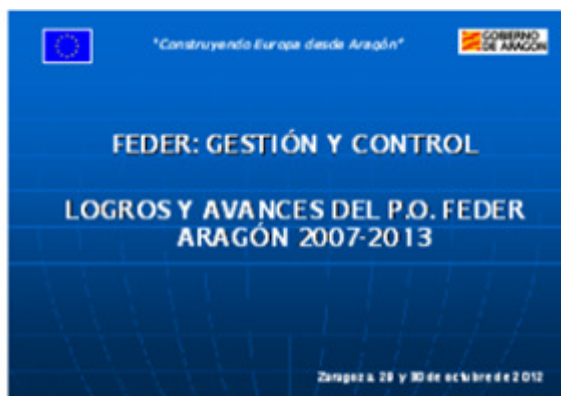 "Construyendo Europa desde Aragón"
GOBIERNO
DE ARAGON
FEDER: GESTIÓN Y CONTROL
LOGROS Y AVANCES DEL P.O. FEDER
ARAGÓN 2007-2013
Zaragoza, y 30 de octubre de 2012